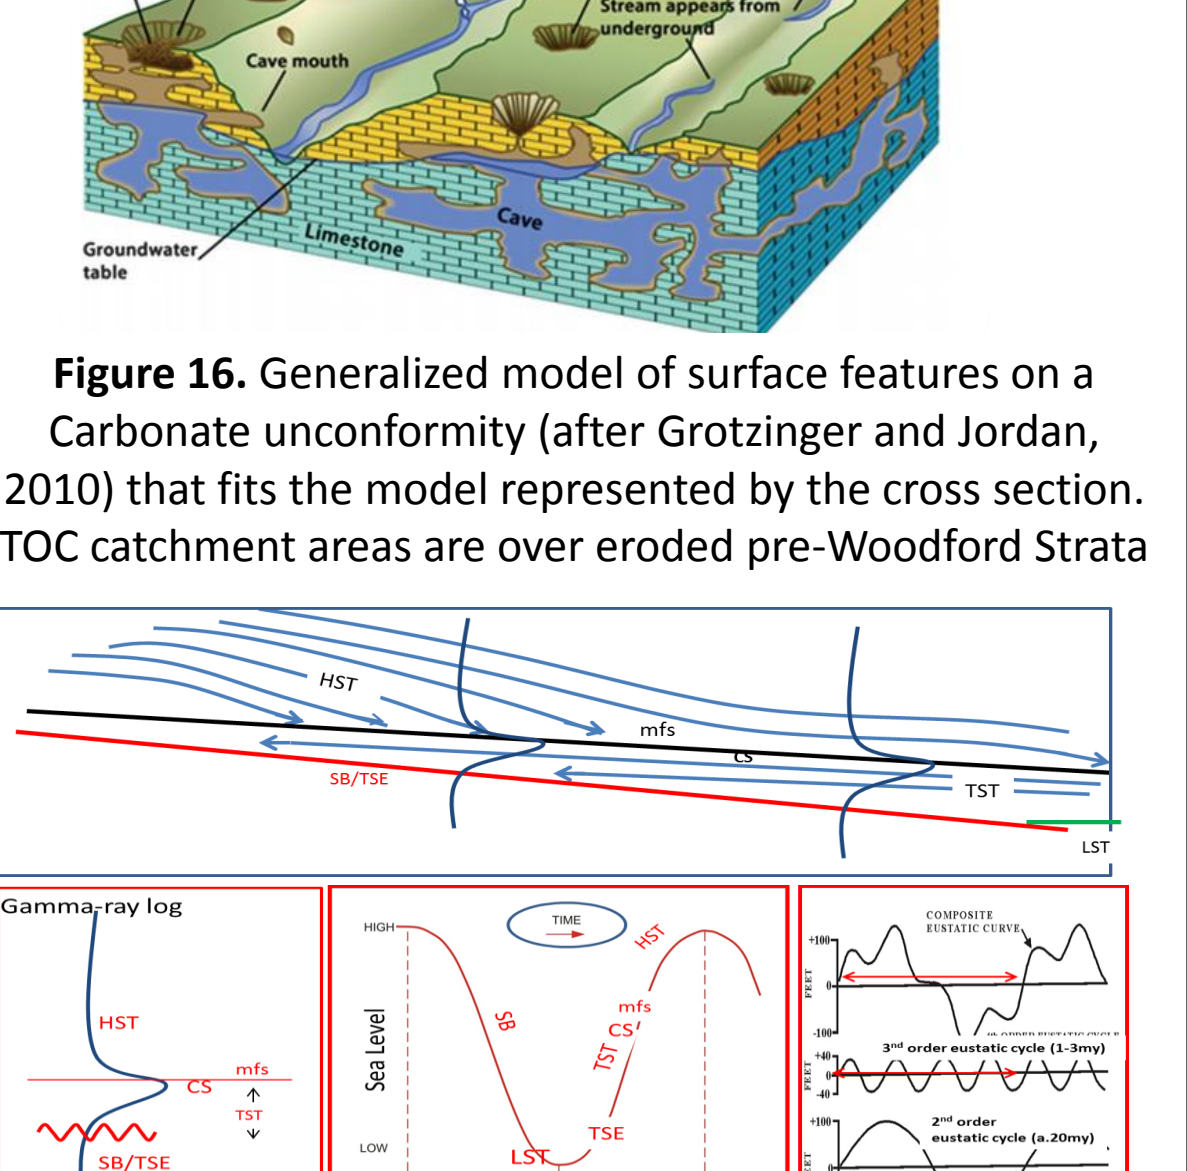 Stream appears from
underground
Cave mouth
Cave
Limestone
Groundwater
table
Figure 16. Generalized model of surface features on a
Carbonate unconformity (after Grotzinger and Jordan,
2010) that fits the model represented by the cross section.
TOC catchment areas are over eroded pre-Woodford Strata
HST
mfs
CS
SB/TSE
TST
LST
Gamma-ray log
HST
mfs
CS
TST
SB/TSE
HIGH
TIME
HST
SB
mfs
CS
TST
Sea Level
TSE
LOW
LST
COMPOSITE
EUSTATIC CURVE
+100
FEET
0
-100
3nd order eustatic cycle (1-3my)
+40
FEET
0
-40
+100
2nd order
eustatic cycle (a.20my)
0